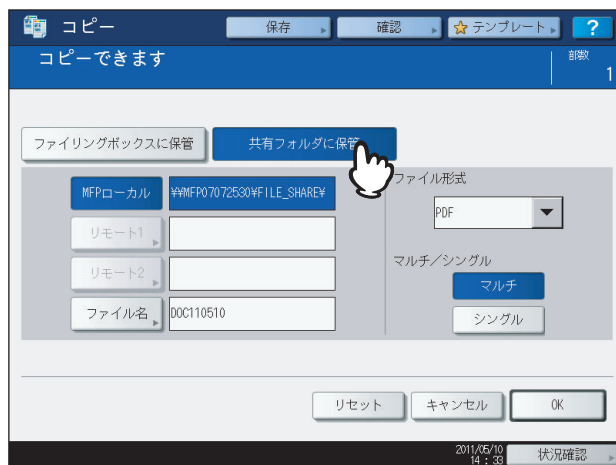 コピー
保存
確認
テンプレート
?
コピーできます
部数
1
ファイリングボックスに保管
共有フォルダに保管
MFPローカル
¥¥MFP07072530¥FILE_SHARE¥
リモート1
リモート2
ファイル名
DOC110510
ファイル形式
PDF
マルチ/シングル
マルチ
シングル
リセット
キャンセル
OK
2011/05/10
14 : 33
状況確認